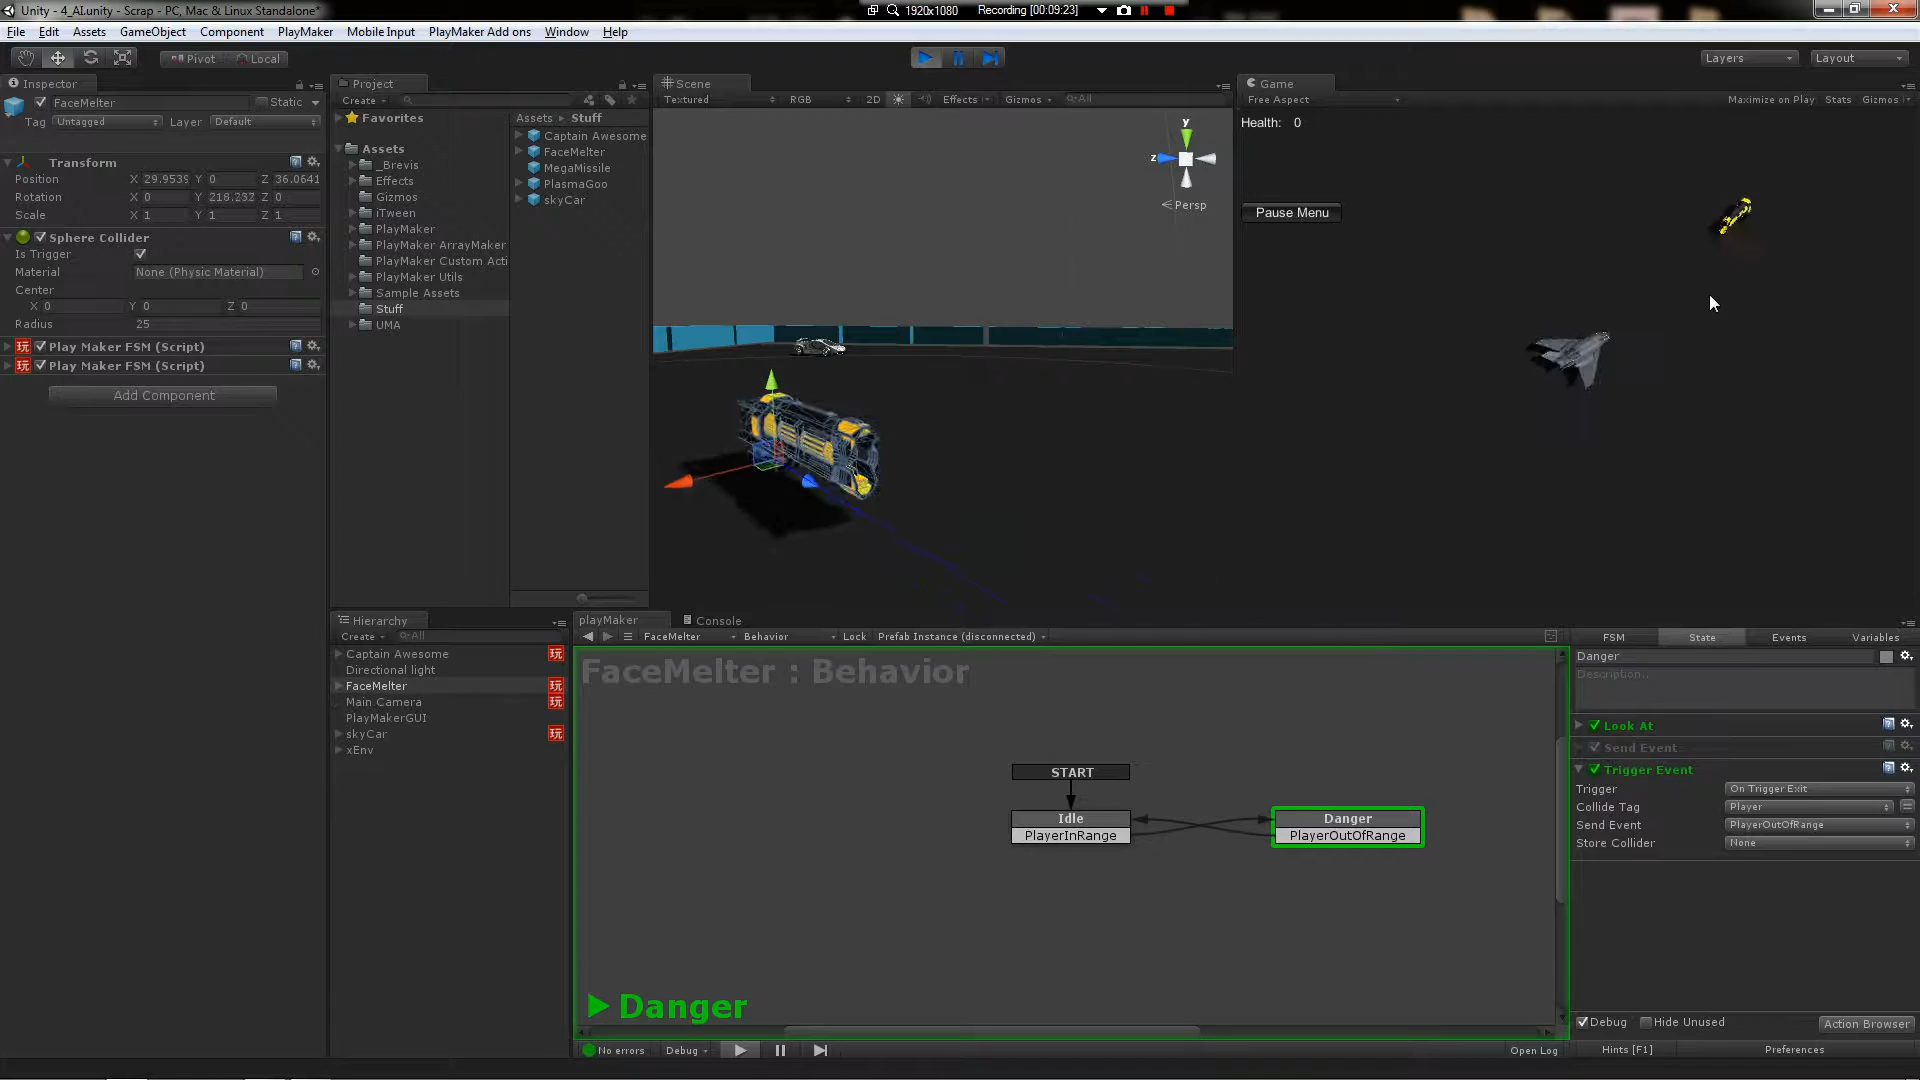 Unity - 4_AI.unity - Scrap - PC, Mac & Linux Standalone*
1920x1080
Recording [00:09:23]
File Edit Assets GameObject Component PlayMaker Mobile Input PlayMaker Add ons Window Help
Pivot Local
Layers Layout
Inspector
FaceMelter Static
Tag Untagged Layer Default
Transform
Position X 29.9539 Y 0 Z 36.0641
Rotation X 0 Y 218.232 Z 0
Scale X 1 Y 1 Z 1
Sphere Collider
Is Trigger
Material None (Physic Material)
Center
X 0 Y 0 Z 0
Radius 25
Play Maker FSM (Script)
Play Maker FSM (Script)
Add Component
Project
Create
Favorites
Assets
_Brevis
Effects
Gizmos
iTween
PlayMaker
PlayMaker ArrayMaker
PlayMaker Custom Acti
PlayMaker Utils
Sample Assets
Stuff
UMA
Assets Stuff
Captain Awesome
FaceMelter
MegaMissile
PlasmaGoo
skyCar
Scene
Textured RGB 2D Effects Gizmos All
y
z
Persp
Game
Free Aspect Maximize on Play Stats Gizmos
Health: 0
Pause Menu
Hierarchy
Create All
Captain Awesome
Directional light
FaceMelter
Main Camera
PlayMakerGUI
skyCar
xEnv
playMaker Console
FaceMelter Behavior Lock Prefab Instance (disconnected)
FaceMelter : Behavior
START
Idle
PlayerInRange
Danger
PlayerOutOfRange
Danger
No errors Debug Open Log
FSM State Events Variables
Danger
Description...
Look At
Send Event
Trigger Event
Trigger On Trigger Exit
Collide Tag Player
Send Event PlayerOutOfRange
Store Collider None
Debug Hide Unused Action Browser
Hints [F1] Preferences